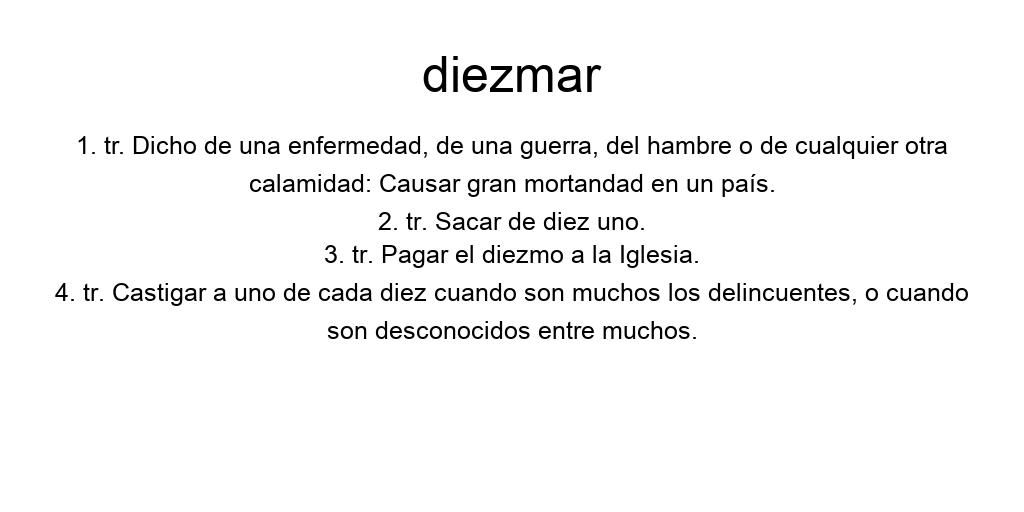 diezmar
1. tr. Dicho de una enfermedad, de una guerra, del hambre o de cualquier otra
calamidad: Causar gran mortandad en un país.
2. tr. Sacar de diez uno.
3. tr. Pagar el diezmo a la Iglesia.
4. tr. Castigar a uno de cada diez cuando son muchos los delincuentes, o cuando
son desconocidos entre muchos.